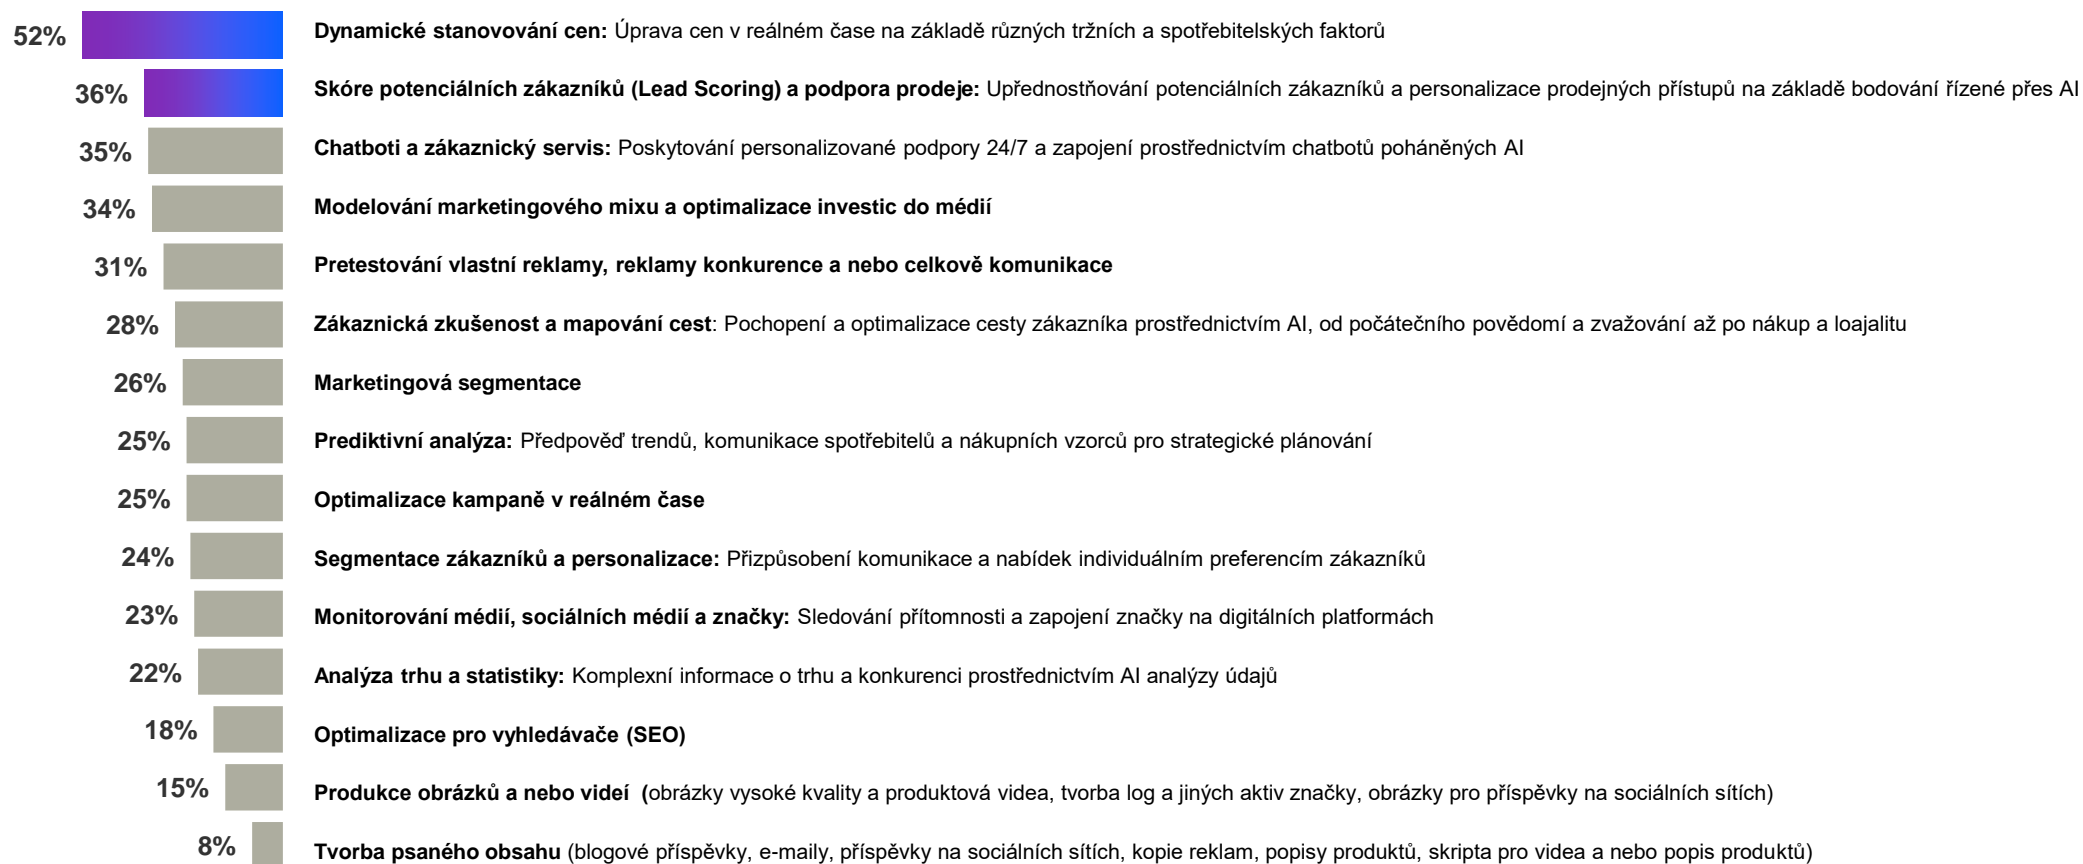 52% Dynamické stanovování cen: Úprava cen v reálném čase na základě různých tržních a spotřebitelských faktorů
36% Skóre potenciálních zákazníků (Lead Scoring) a podpora prodeje: Upřednostňování potenciálních zákazníků a personalizace prodejných přístupů na základě bodování řízené přes AI
35% Chatboti a zákaznický servis: Poskytování personalizované podpory 24/7 a zapojení prostřednictvím chatbotů poháněných AI
34% Modelování marketingového mixu a optimalizace investic do médií
31% Pretestování vlastní reklamy, reklamy konkurence a nebo celkově komunikace
28% Zákaznická zkušenost a mapování cest: Pochopení a optimalizace cesty zákazníka prostřednictvím AI, od počátečního povědomí a zvažování až po nákup a loajalitu
26% Marketingová segmentace
25% Prediktivní analýza: Předpověď trendů, komunikace spotřebitelů a nákupních vzorců pro strategické plánování
25% Optimalizace kampaně v reálném čase
24% Segmentace zákazníků a personalizace: Přizpůsobení komunikace a nabídek individuálním preferencím zákazníků
23% Monitorování médií, sociálních médií a značky: Sledování přítomnosti a zapojení značky na digitálních platformách
22% Analýza trhu a statistiky: Komplexní informace o trhu a konkurenci prostřednictvím AI analýzy údajů
18% Optimalizace pro vyhledávače (SEO)
15% Produkce obrázků a nebo videí (obrázky vysoké kvality a produktová videa, tvorba log a jiných aktiv značky, obrázky pro příspěvky na sociálních sítích)
8% Tvorba psaného obsahu (blogové příspěvky, e-maily, příspěvky na sociálních sítích, kopie reklam, popisy produktů, skripta pro videa a nebo popis produktů)